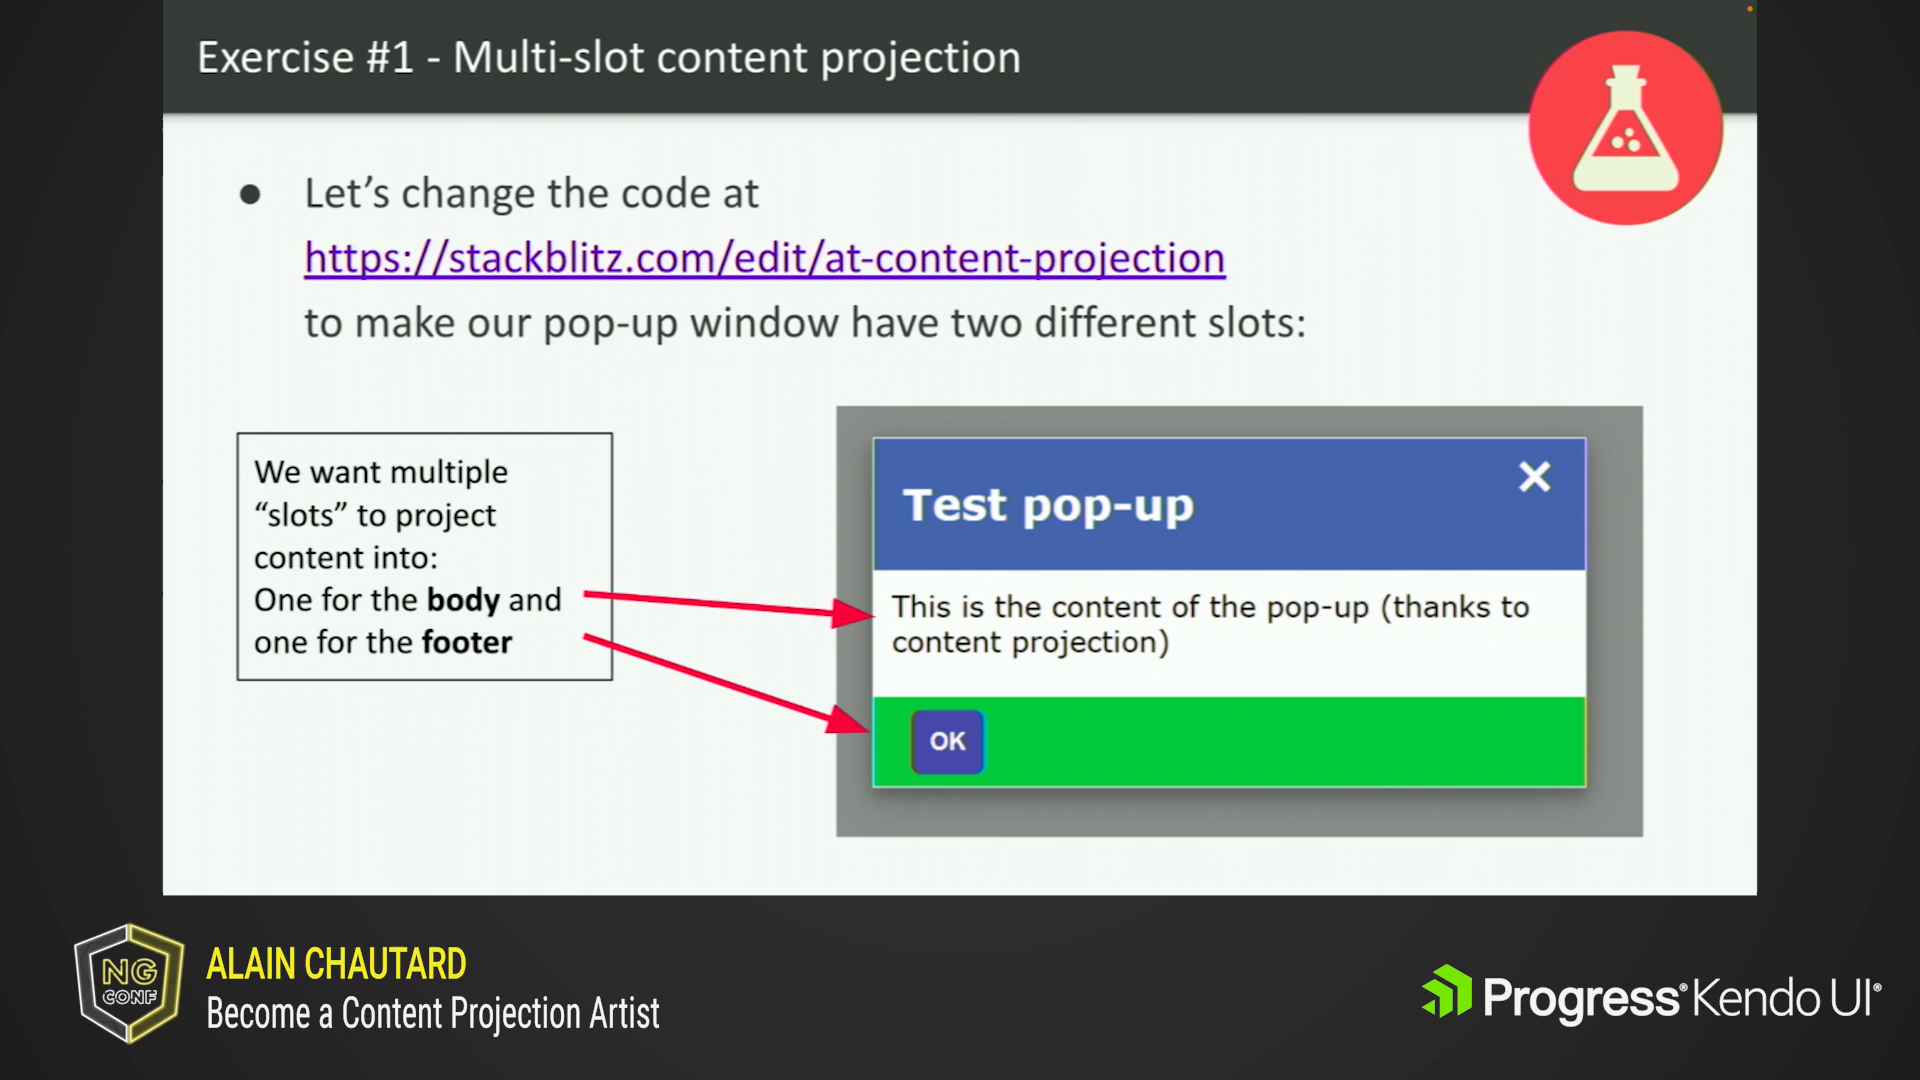 Exercise #1 - Multi-slot content projection
● Let’s change the code at
https://stackblitz.com/edit/at-content-projection
to make our pop-up window have two different slots:
We want multiple
“slots” to project
content into:
One for the body and
one for the footer
Test pop-up
×
This is the content of the pop-up (thanks to
content projection)
OK
NG
CONF
ALAIN CHAUTARD
Become a Content Projection Artist
Progress® Kendo UI®